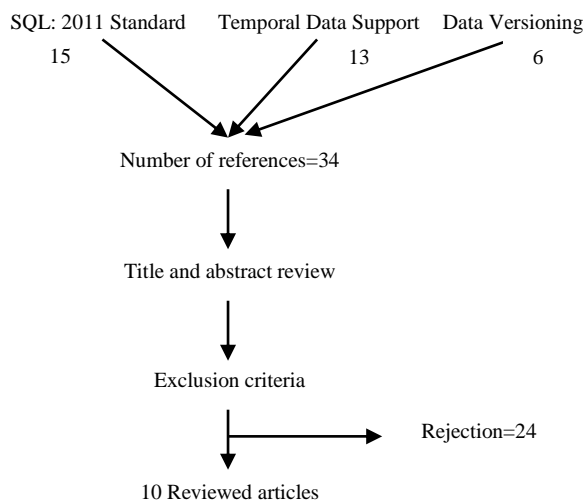 SQL: 2011 Standard Temporal Data Support Data Versioning
15 13 6
Number of references=34
Title and abstract review
Exclusion criteria
Rejection=24
10 Reviewed articles